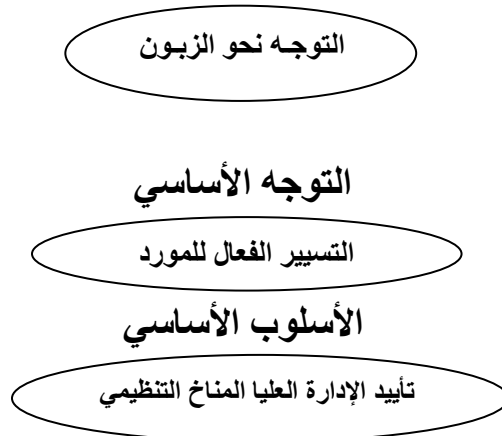 التوجه نحو الزبون
التوجه الأساسي
التسيير الفعال للمورد
الأسلوب الأساسي
تأييد الإدارة العليا المناخ التنظيمي